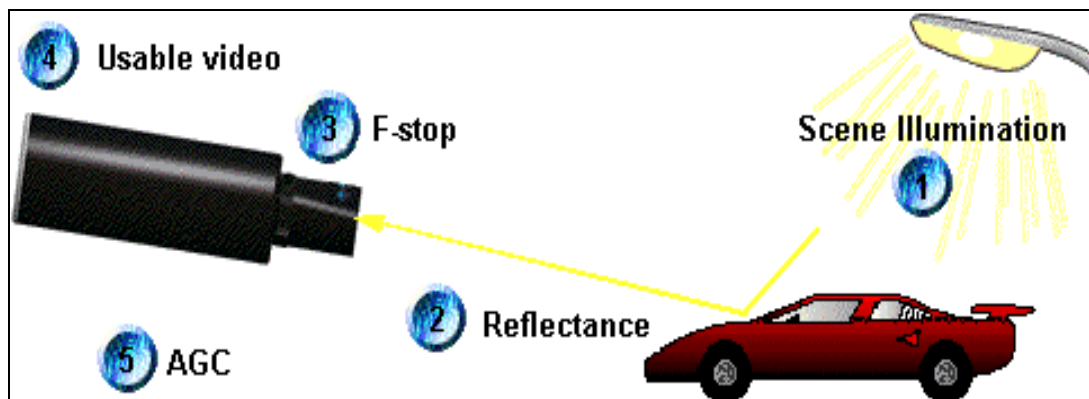 4 Usable video
3 F-stop
Scene Illumination
1
2 Reflectance
5 AGC